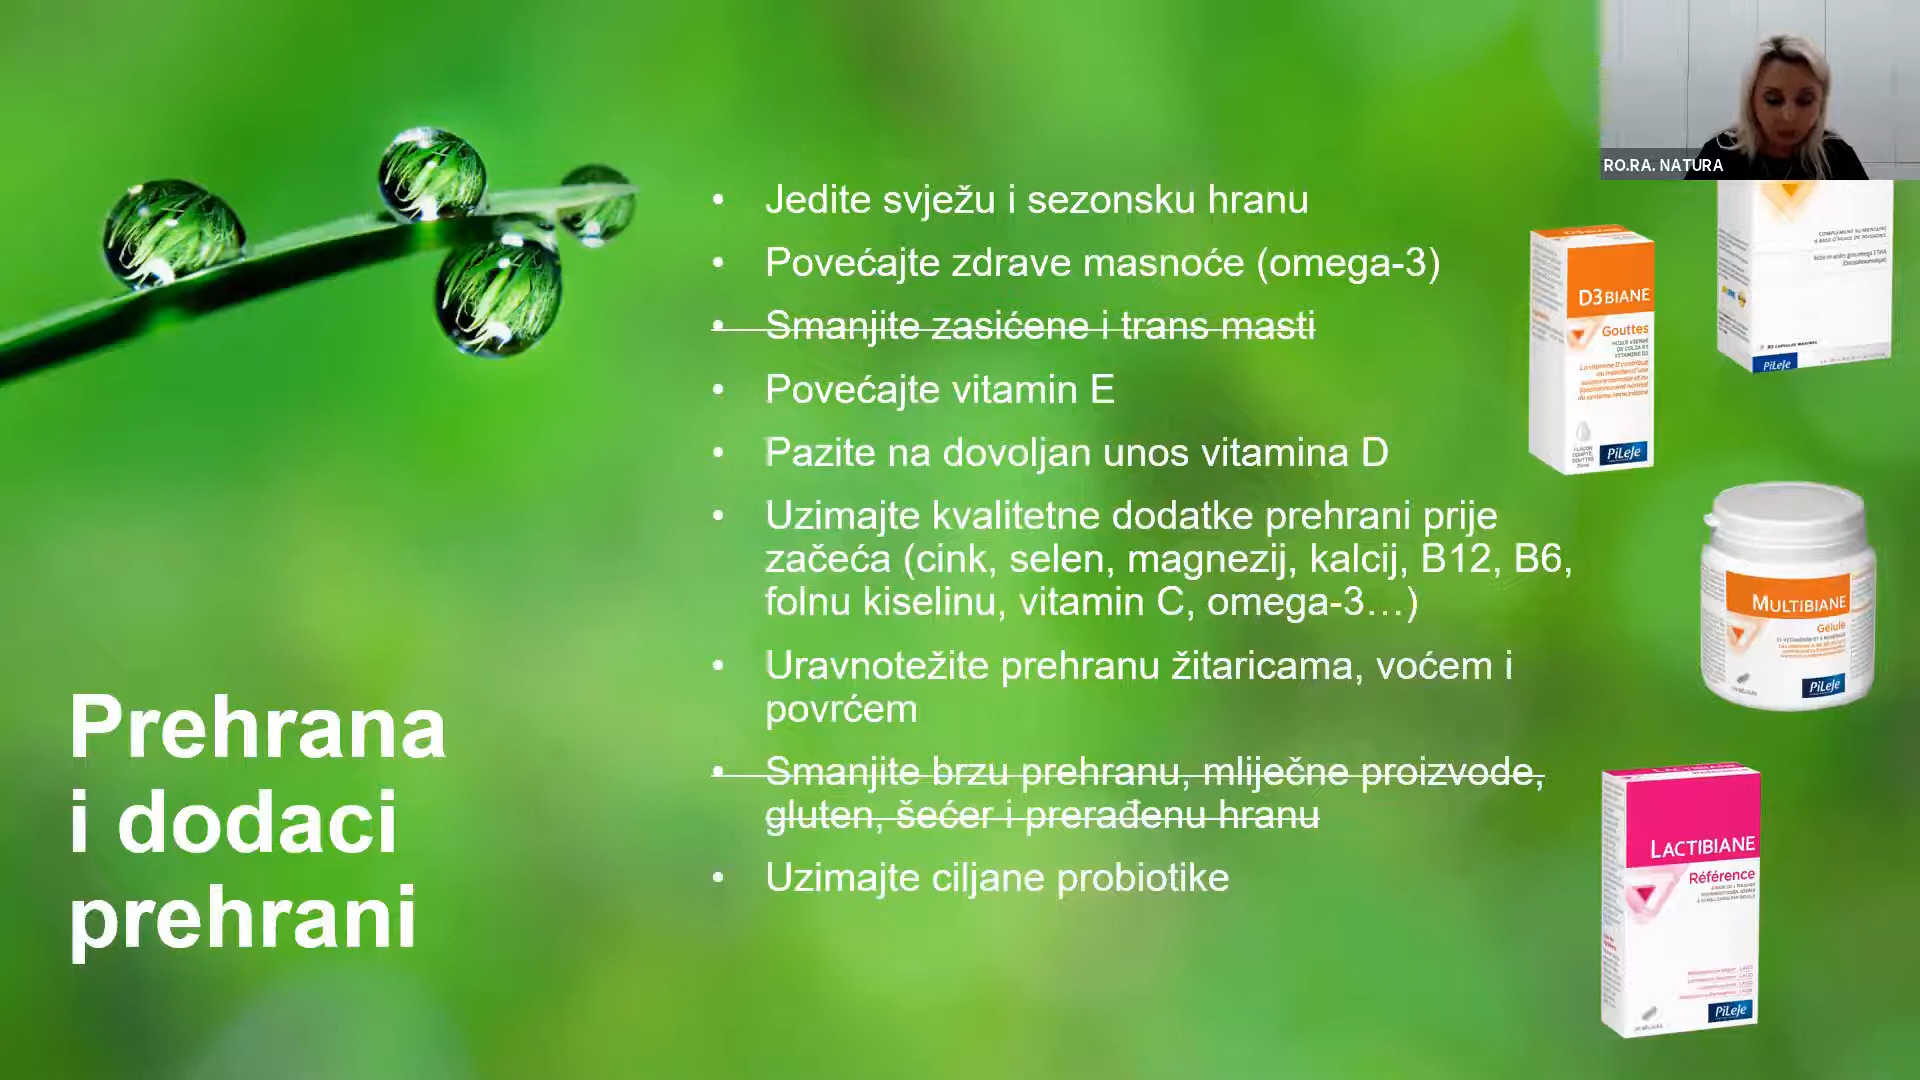 RO.RA. NATURA
Prehrana
i dodaci
prehrani
• Jedite svježu i sezonsku hranu
• Povećajte zdrave masnoće (omega-3)
• Smanjite zasićene i trans masti
• Povećajte vitamin E
• Pazite na dovoljan unos vitamina D
• Uzimajte kvalitetne dodatke prehrani prije
začeća (cink, selen, magnezij, kalcij, B12, B6,
folnu kiselinu, vitamin C, omega-3…)
• Uravnotežite prehranu žitaricama, voćem i
povrćem
• Smanjite brzu prehranu, mliječne proizvode,
gluten, šećer i prerađenu hranu
• Uzimajte ciljane probiotike
COMPLÉMENT ALIMENTAIRE
PiLeJe
D3BIANE
Gouttes
PiLeJe
MULTIBIANE
Gélule
PiLeJe
LACTIBIANE
Référence
PiLeJe